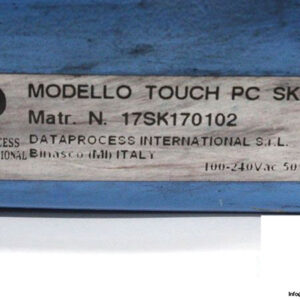 MODELLO TOUCH PC SK
Matr. N. 17SK170102
DATAPROCESS INTERNATIONAL S.r.L.
Binasco (MI) ITALY
100-240Vac 50